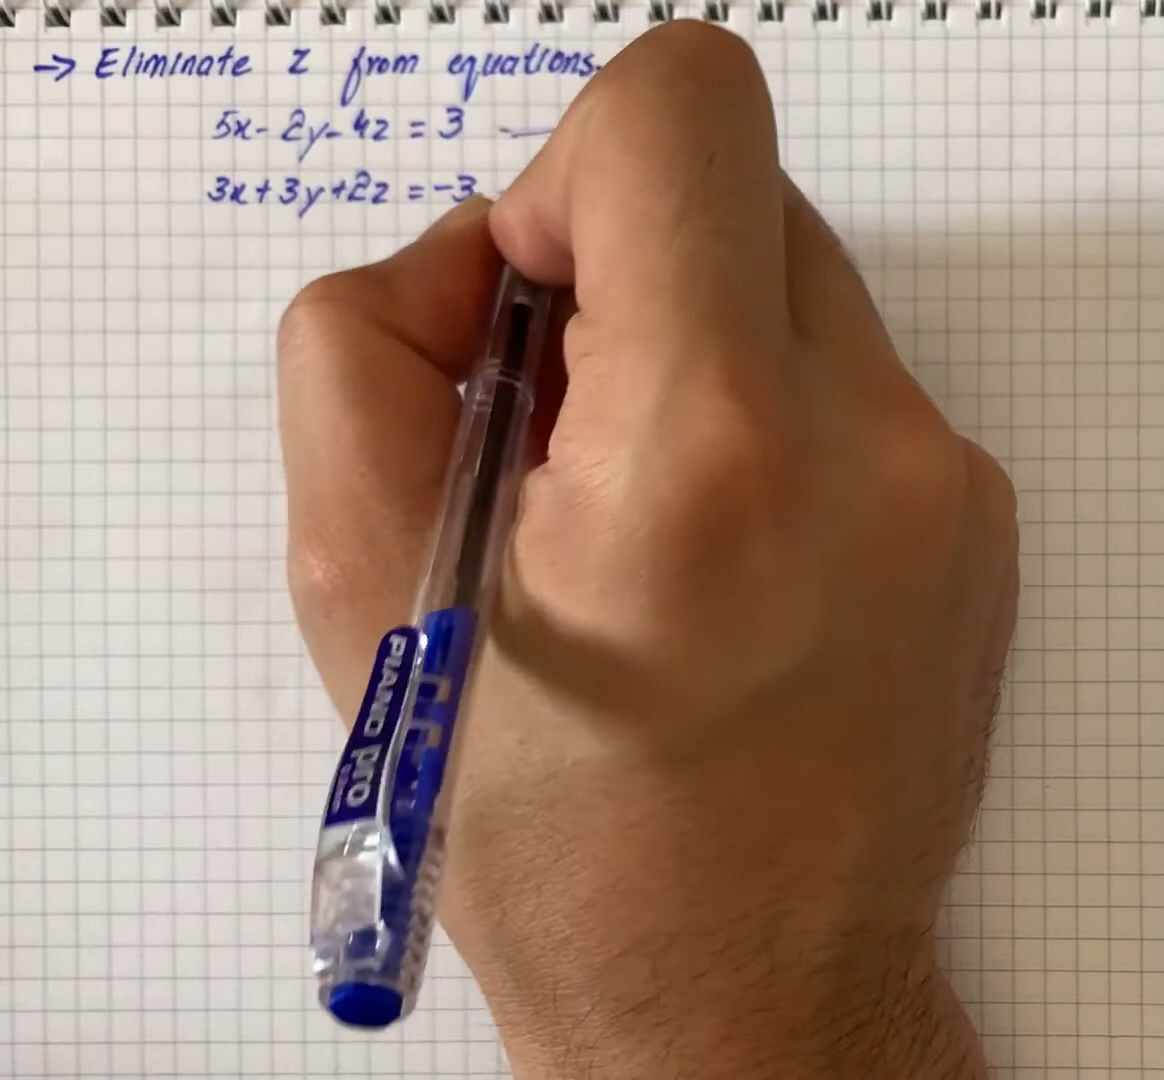 → Eliminate z from equations.
5x - 2y - 4z = 3
3x + 3y + 2z = -3
PIANO pro